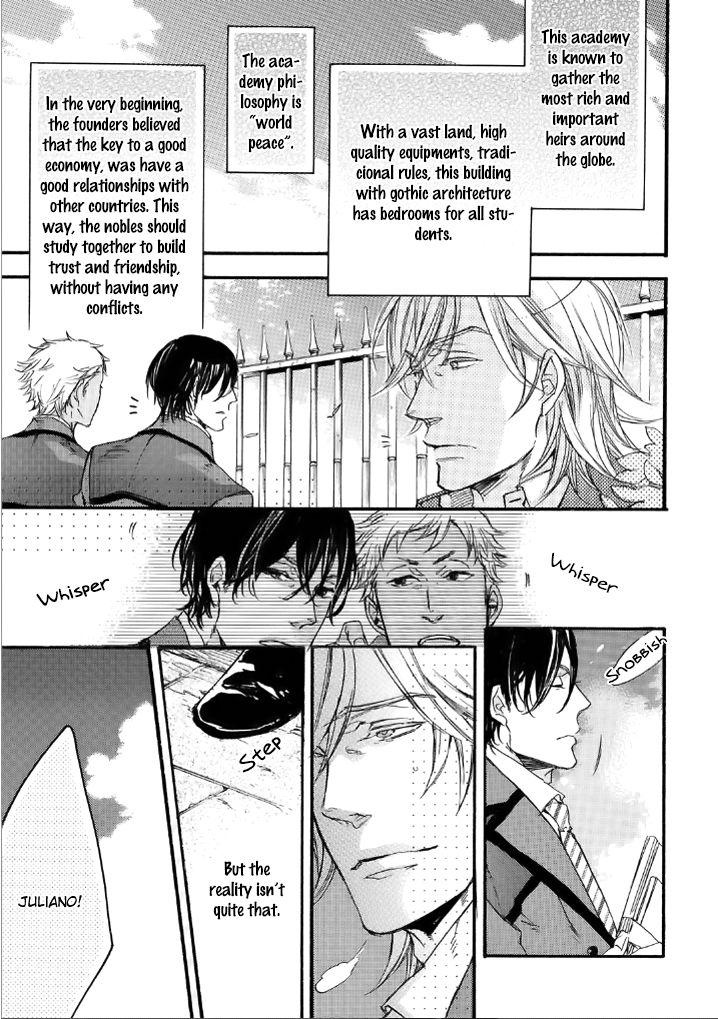 This academy
is known to
gather the
most rich and
important
heirs around
the globe.
With a vast land, high
quality equipments, tradi-
cional rules, this building
with gothic architecture
has bedrooms for all stu-
dents.
The aca-
demy phi-
losophy is
"world
peace".
In the very beginning,
the founders believed
that the key to a good
economy, was have a
good relationships with
other countries. This
way, the nobles should
study together to build
trust and friendship,
without having any
conflicts.
Whisper
Whisper
Snobbish
Step
But the
reality isn't
quite that.
JULIANO!